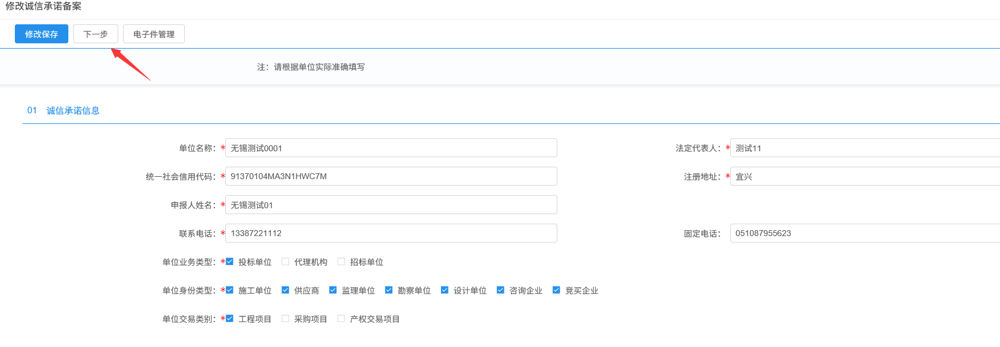 修改诚信承诺备案
修改保存 下一步 电子件管理
注：请根据单位实际准确填写
01 诚信承诺信息
单位名称：*无锡测试0001 法定代表人：*测试11
统一社会信用代码：*91370104MA3N1HWC7M 注册地址：*宜兴
申报人姓名：*无锡测试01
联系电话：*13387221112 固定电话：051087955623
单位业务类型：*投标单位 代理机构 招标单位
单位身份类型：*施工单位 供应商 监理单位 勘察单位 设计单位 咨询企业 竞买企业
单位交易类别：*工程项目 采购项目 产权交易项目